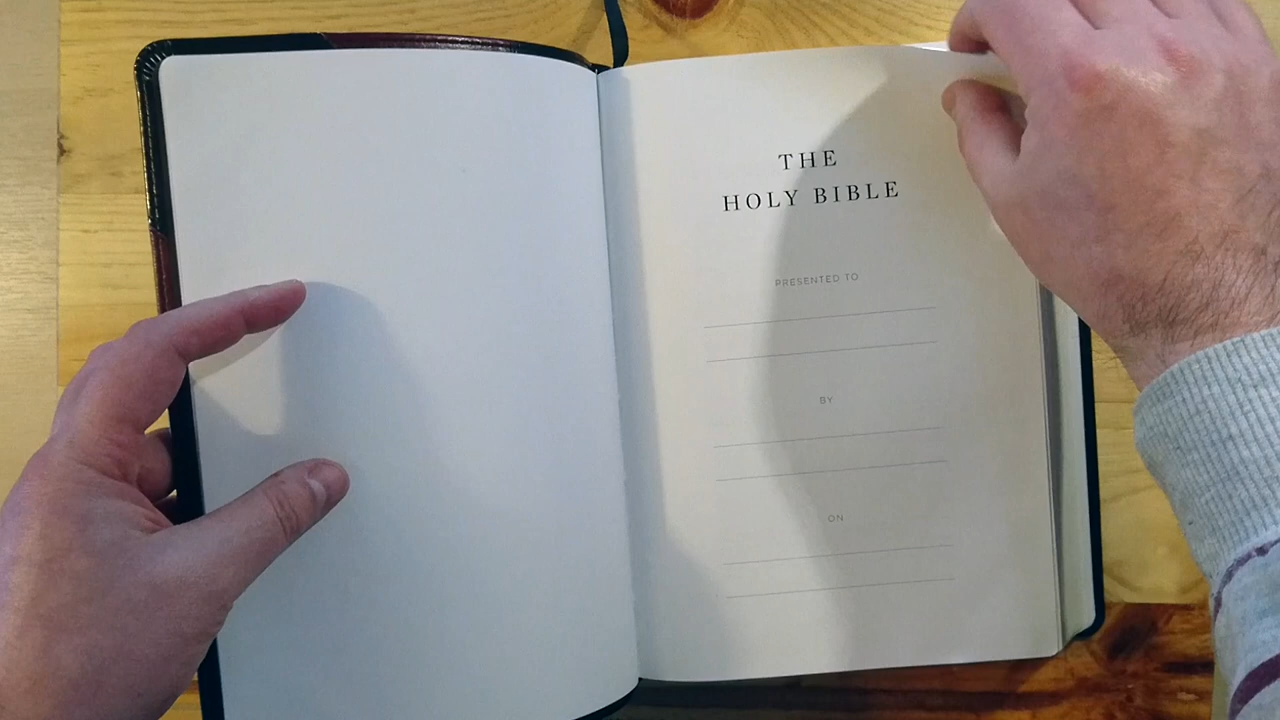 THE
HOLY BIBLE
PRESENTED TO
BY
ON